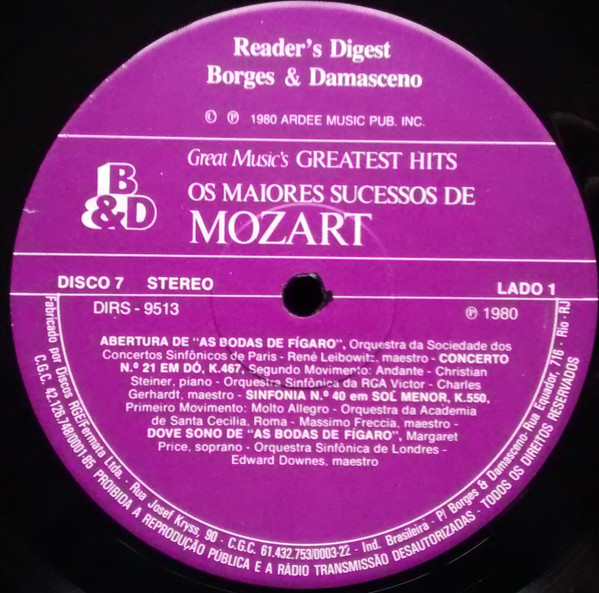 Reader's Digest
Borges & Damasceno
© ℗ 1980 ARDEE MUSIC PUB. INC.
B
&D
Great Music's GREATEST HITS
OS MAIORES SUCESSOS DE
MOZART
DISCO 7 STEREO
LADO 1
DIRS - 9513
℗ 1980
ABERTURA DE "AS BODAS DE FÍGARO", Orquestra da Sociedade dos
Concertos Sinfônicos de Paris - René Leibowitz, maestro - CONCERTO
N.º 21 EM DÓ, K.467, Segundo Movimento: Andante - Christian
Steiner, piano - Orquestra Sinfônica da RCA Victor - Charles
Gerhardt, maestro - SINFONIA N.º 40 em SOL MENOR, K.550,
Primeiro Movimento: Molto Allegro - Orquestra da Academia
de Santa Cecilia, Roma - Massimo Freccia, maestro -
DOVE SONO DE "AS BODAS DE FÍGARO", Margaret
Price, soprano - Orquestra Sinfônica de Londres -
Edward Downes, maestro
Fabricado por Discos RGE/Fermata Ltda. - Rua Josef Kryss, 90 - C.G.C. 61.432.753/0003-22 - Ind. Brasileira - P/ Borges & Damasceno-Rua Equador, 716 - Rio - RJ
C.G.C. 42.126.748/0001-85 PROIBIDA A REPRODUÇÃO PÚBLICA E A RÁDIO TRANSMISSÃO DESAUTORIZADAS - TODOS OS DIREITOS RESERVADOS